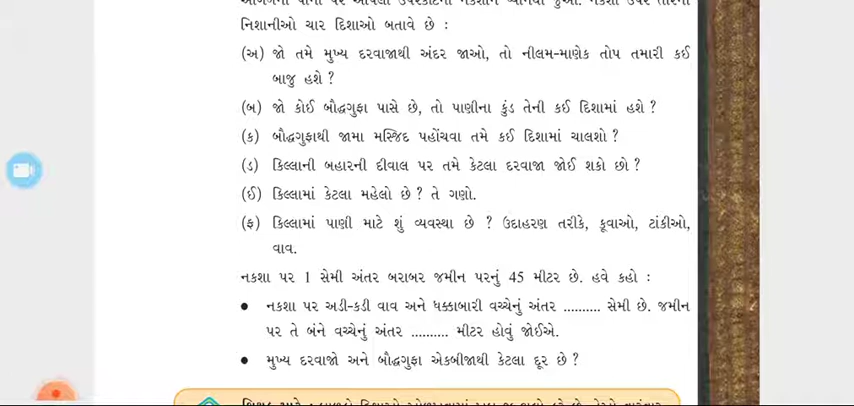 નિશાનીઓ ચાર દિશાઓ બતાવે છે :
(અ) જો તમે મુખ્ય દરવાજાથી અંદર જાઓ, તો નીલમ-માણેક તોપ તમારી કઈ
બાજુ હશે ?
(બ) જો કોઈ બૌદ્ધગુફા પાસે છે, તો પાણીના કુંડ તેની કઈ દિશામાં હશે ?
(ક) બૌદ્ધગુફાથી જામા મસ્જિદ પહોંચવા તમે કઈ દિશામાં ચાલશો ?
(ડ) કિલ્લાની બહારની દીવાલ પર તમે કેટલા દરવાજા જોઈ શકો છો ?
(ઈ) કિલ્લામાં કેટલા મહેલો છે ? તે ગણો.
(ફ) કિલ્લામાં પાણી માટે શું વ્યવસ્થા છે ? ઉદાહરણ તરીકે, કૂવાઓ, ટાંકીઓ,
વાવ.
નકશા પર 1 સેમી અંતર બરાબર જમીન પરનું 45 મીટર છે. હવે કહો :
● નકશા પર અડી-કડી વાવ અને ધક્કાબારી વચ્ચેનું અંતર .......... સેમી છે. જમીન
પર તે બંને વચ્ચેનું અંતર .......... મીટર હોવું જોઈએ.
● મુખ્ય દરવાજો અને બૌદ્ધગુફા એકબીજાથી કેટલા દૂર છે ?